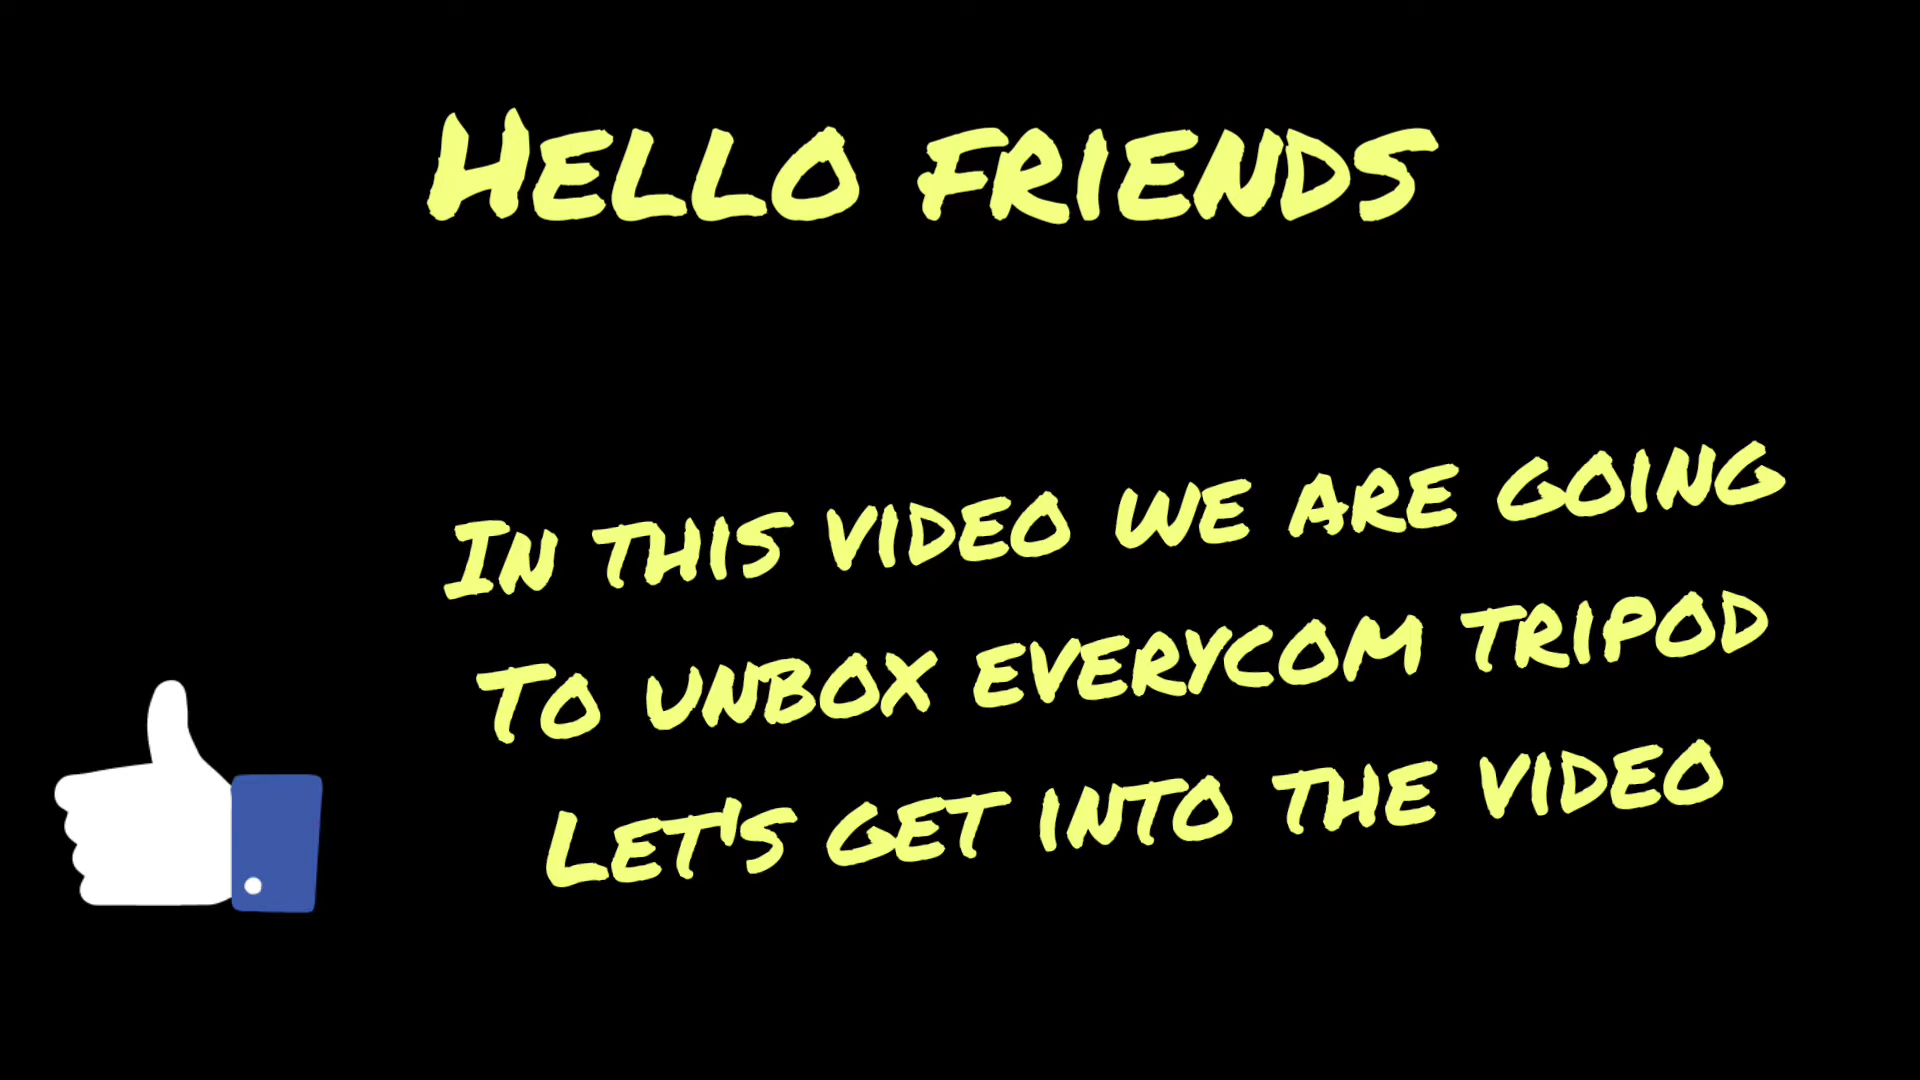 Hello friends
In this video we are going
To unbox everycom tripod
Let's get into the video